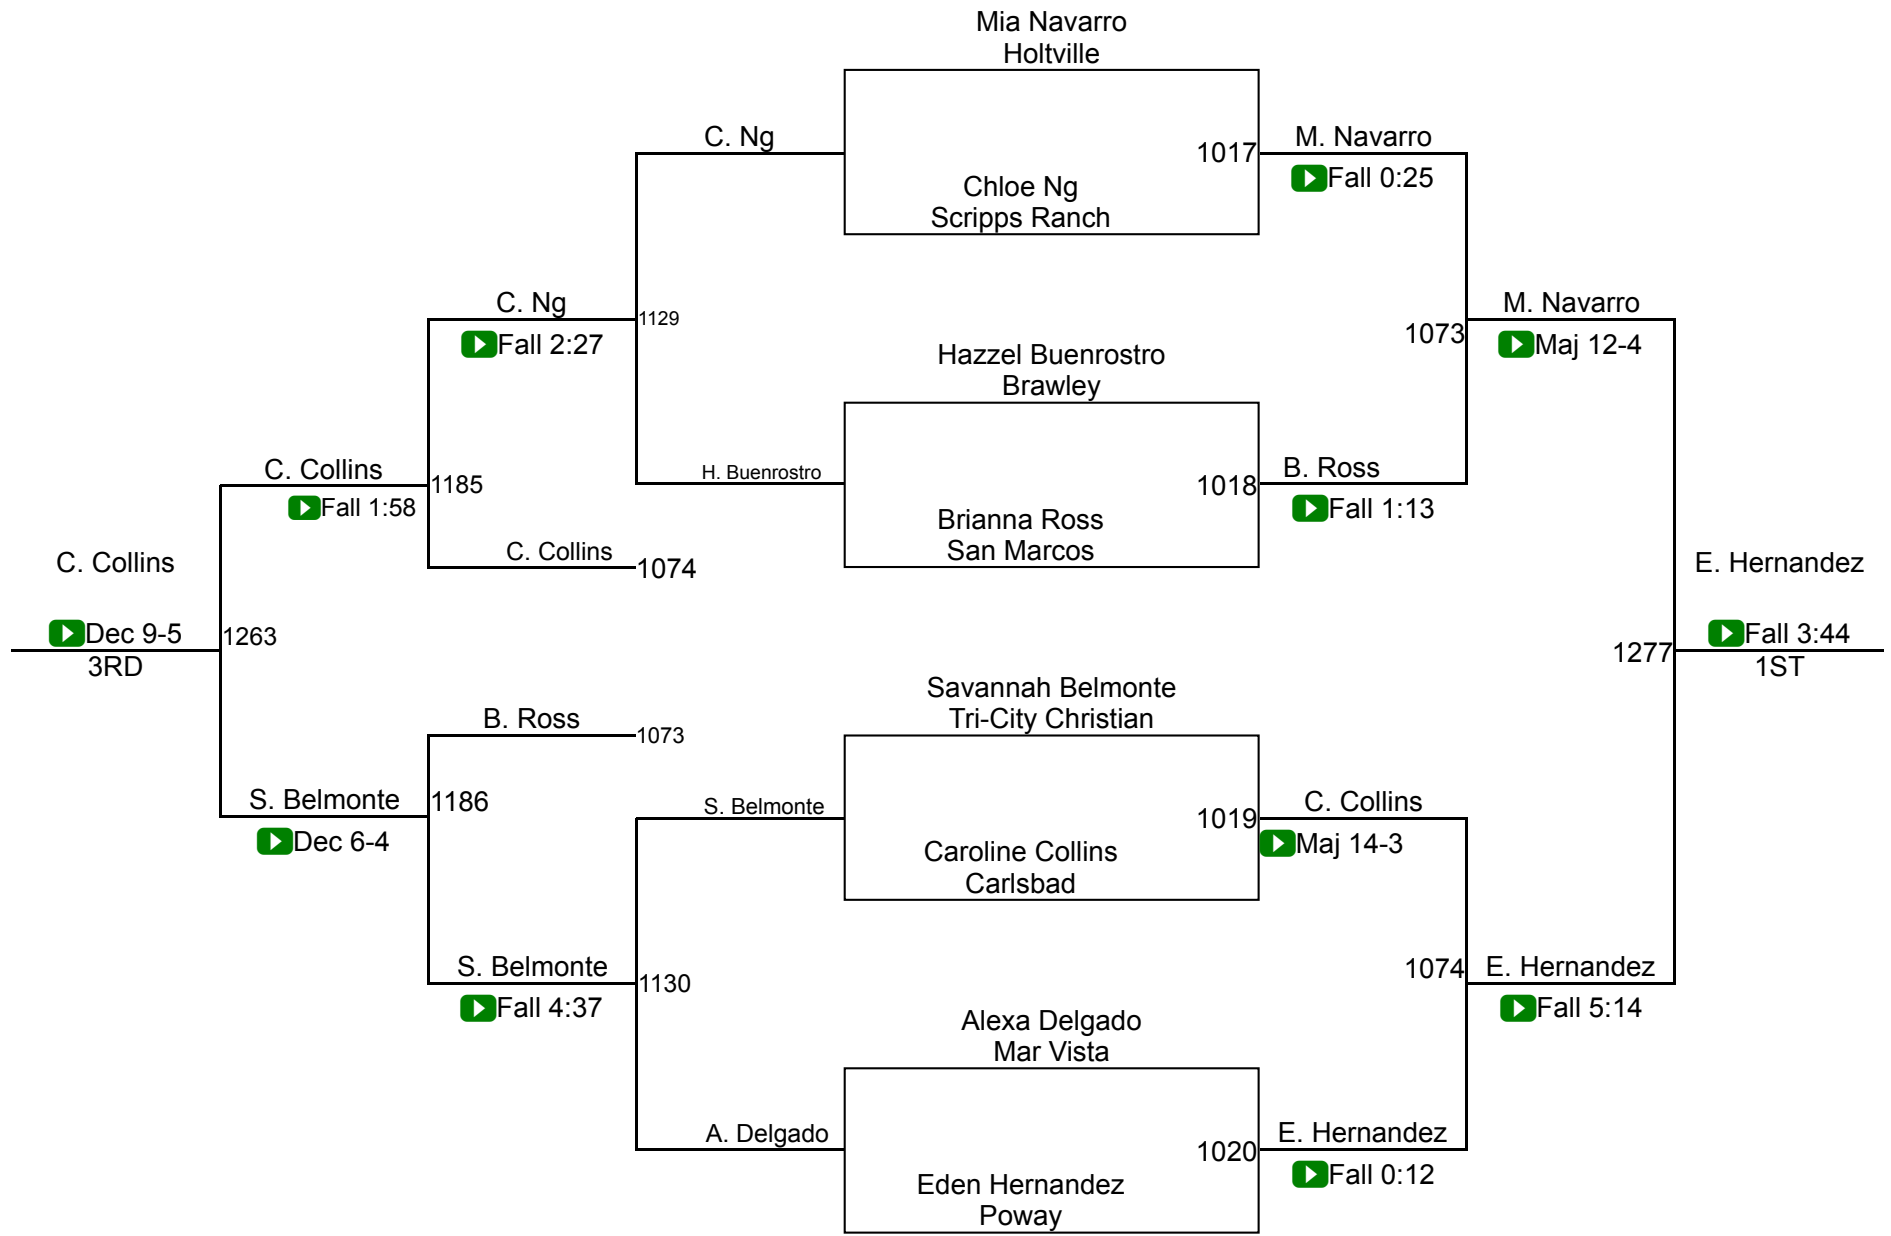 Mia Navarro
Holtville
C. Ng
1017
M. Navarro
Fall 0:25
Chloe Ng
Scripps Ranch
C. Ng
1129
Fall 2:27
M. Navarro
1073
Maj 12-4
Hazzel Buenrostro
Brawley
C. Collins
1185
Fall 1:58
H. Buenrostro
1018
B. Ross
Fall 1:13
Brianna Ross
San Marcos
C. Collins
1074
C. Collins
E. Hernandez
Dec 9-5
3RD
1263
1277
Fall 3:44
1ST
Savannah Belmonte
Tri-City Christian
B. Ross
1073
S. Belmonte
1186
Dec 6-4
S. Belmonte
1019
C. Collins
Maj 14-3
Caroline Collins
Carlsbad
S. Belmonte
1130
Fall 4:37
1074
E. Hernandez
Fall 5:14
Alexa Delgado
Mar Vista
A. Delgado
1020
E. Hernandez
Fall 0:12
Eden Hernandez
Poway